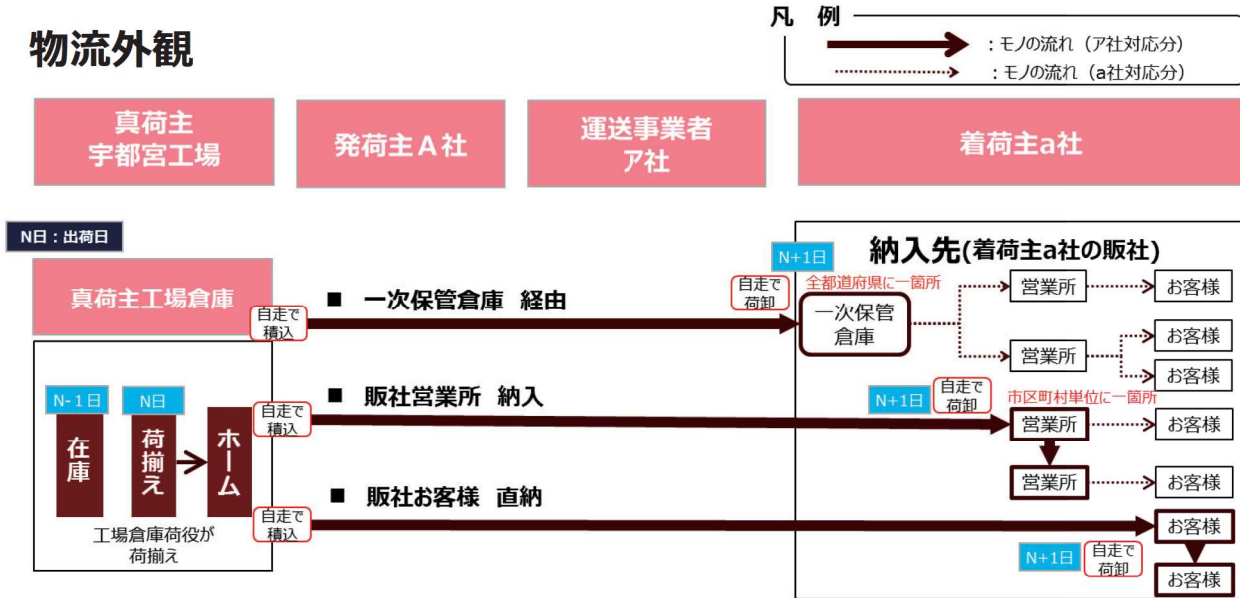 物流外観
凡 例
：モノの流れ（ア社対応分）
：モノの流れ（a社対応分）
真荷主
宇都宮工場
発荷主A社
運送事業者
ア社
着荷主a社
N日：出荷日
真荷主工場倉庫
自走で
積込
■ 一次保管倉庫 経由
自走で
荷卸
N+1日
納入先(着荷主a社の販社)
全都道府県に一箇所
一次保管
倉庫
営業所
お客様
営業所
お客様
お客様
N-1日
在庫
N日
荷揃え
ホーム
工場倉庫荷役が
荷揃え
自走で
積込
■ 販社営業所 納入
N+1日
自走で
荷卸
市区町村単位に一箇所
営業所
お客様
営業所
お客様
自走で
積込
■ 販社お客様 直納
お客様
N+1日
自走で
荷卸
お客様